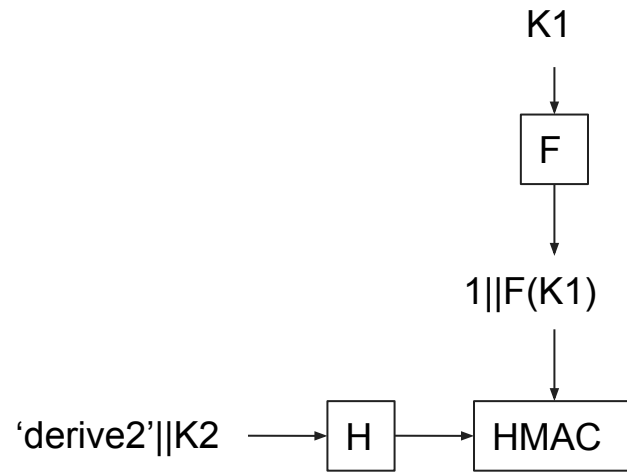 K1
F
1||F(K1)
‘derive2’||K2
H
HMAC